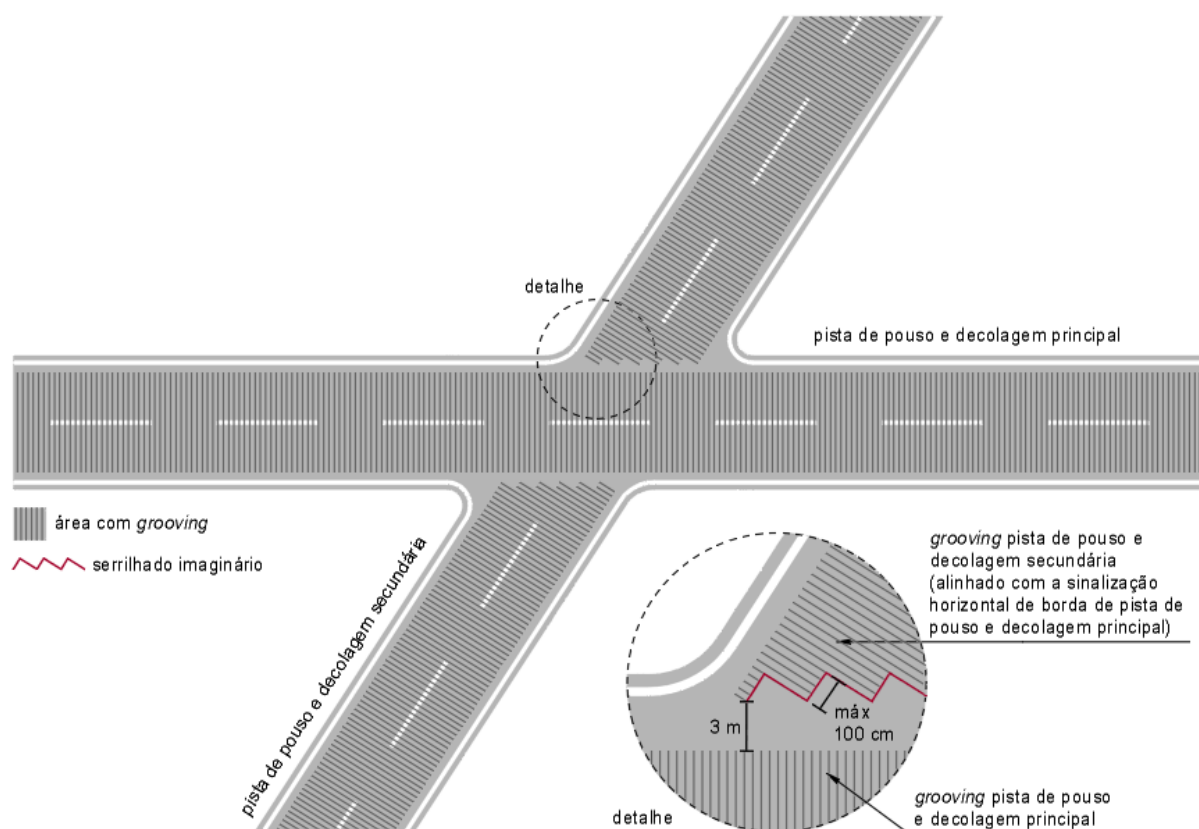 detalhe
pista de pouso e decolagem principal
área com grooving
serrilhado imaginário
pista de pouso e decolagem secundária
grooving pista de pouso e
decolagem secundária
(alinhado com a sinalização
horizontal de borda de pista de
pouso e decolagem principal)
3 m
máx
100 cm
detalhe
grooving pista de pouso
e decolagem principal